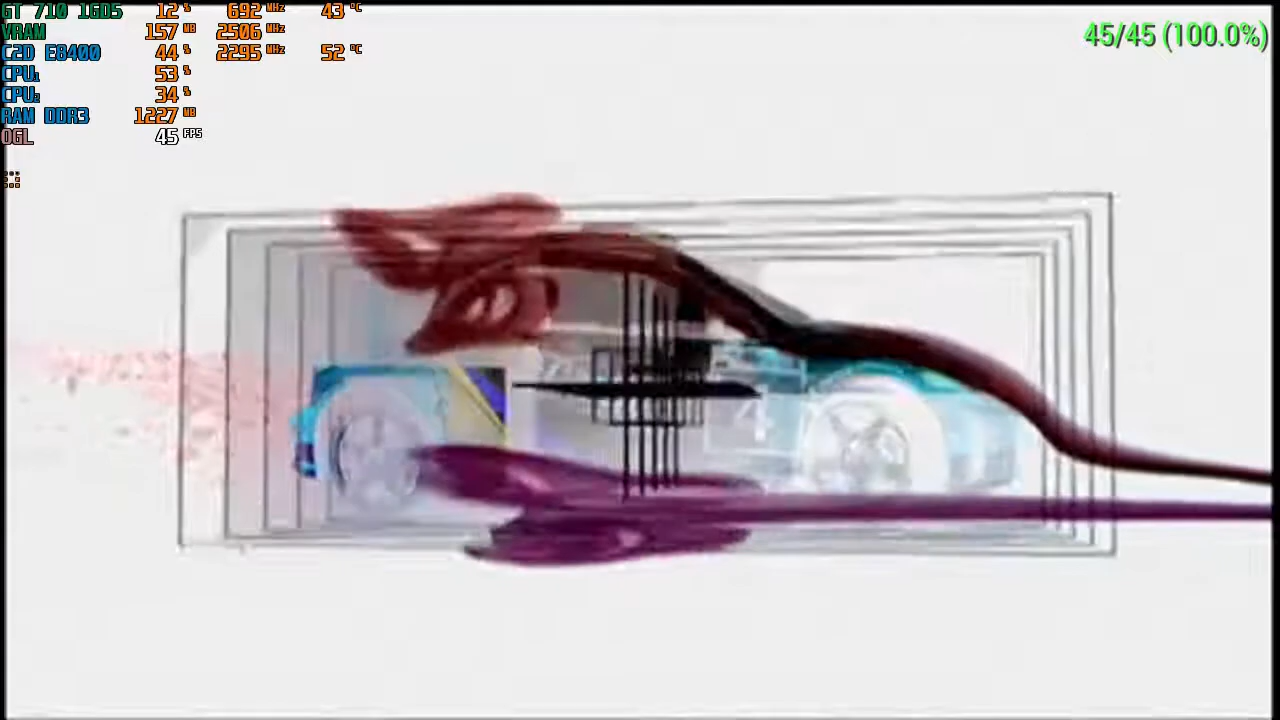 GT 710 1GD5 12 % 692 MHz 43 °C
VRAM 157 MB 2506 MHz
C2D E8400 44 % 2295 MHz 52 °C
CPU1 53 %
CPU2 34 %
RAM DDR3 1227 MB
OGL 45 FPS
45/45 (100.0%)